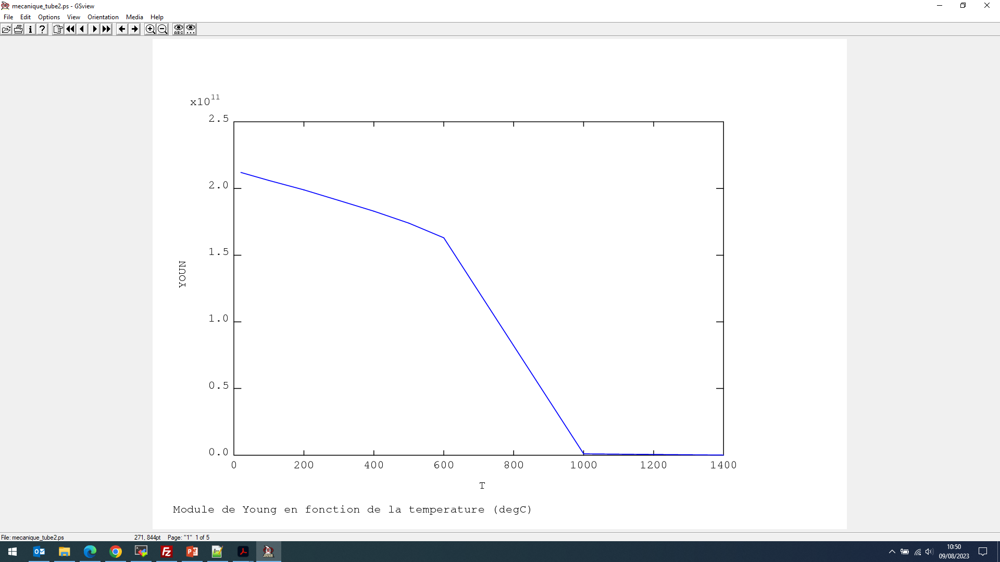 mecanique_tube2.ps - GSview
File Edit Options View Orientation Media Help
x10^11
2.5
2.0
1.5
1.0
0.5
0.0
YOUN
0 200 400 600 800 1000 1200 1400
T
Module de Young en fonction de la temperature (degC)
File: mecanique_tube2.ps 271, 844pt Page: "1" 1 of 5
10:50
09/08/2023